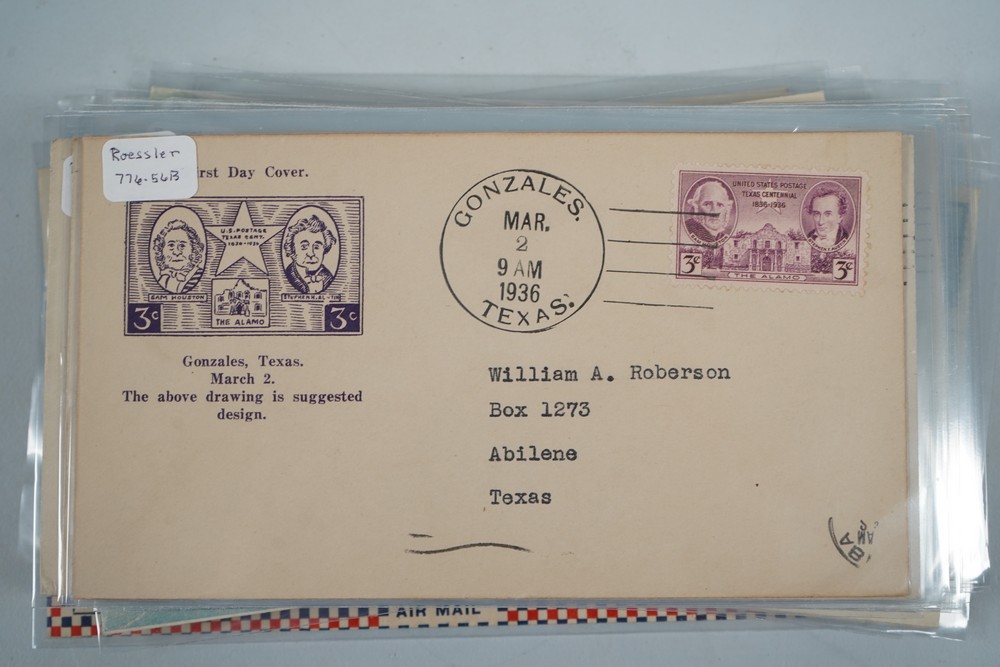 Roessler
776-56B
rst Day Cover.
U.S. POSTAGE
TEXAS CENT.
1836-1936
SAM HOUSTON
STEPHEN
THE ALAMO
3c
3c
Gonzales, Texas.
March 2.
The above drawing is suggested
design.
GONZALES.
MAR.
2
9 AM
1936
TEXAS.
UNITED STATES POSTAGE
TEXAS CENTENNIAL
1836-1936
3c
THE ALAMO
3c
William A. Roberson
Box 1273
Abilene
Texas
BA
AIR MAIL